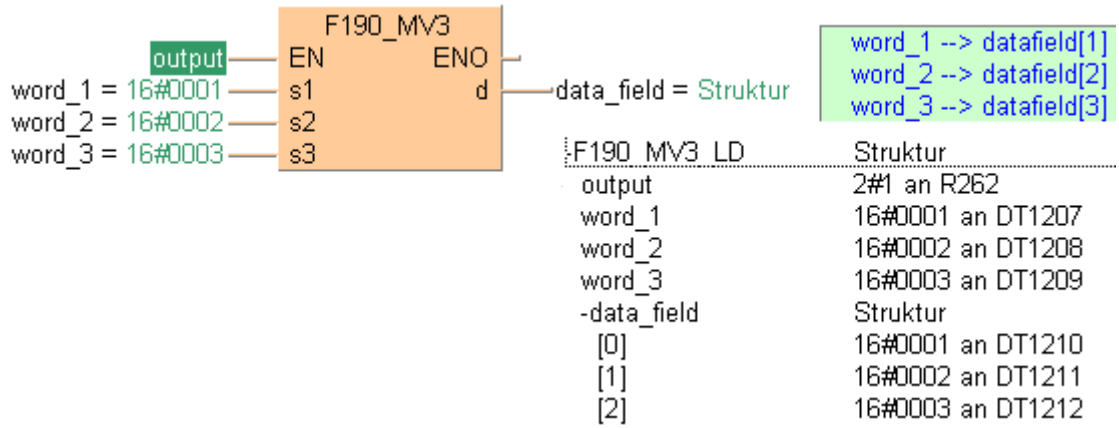 F190_MV3
output EN ENO
word_1 = 16#0001 s1 d data_field = Struktur
word_2 = 16#0002 s2
word_3 = 16#0003 s3
word_1 --> datafield[1]
word_2 --> datafield[2]
word_3 --> datafield[3]
-F190_MV3_LD Struktur
output 2#1 an R262
word_1 16#0001 an DT1207
word_2 16#0002 an DT1208
word_3 16#0003 an DT1209
-data_field Struktur
[0] 16#0001 an DT1210
[1] 16#0002 an DT1211
[2] 16#0003 an DT1212